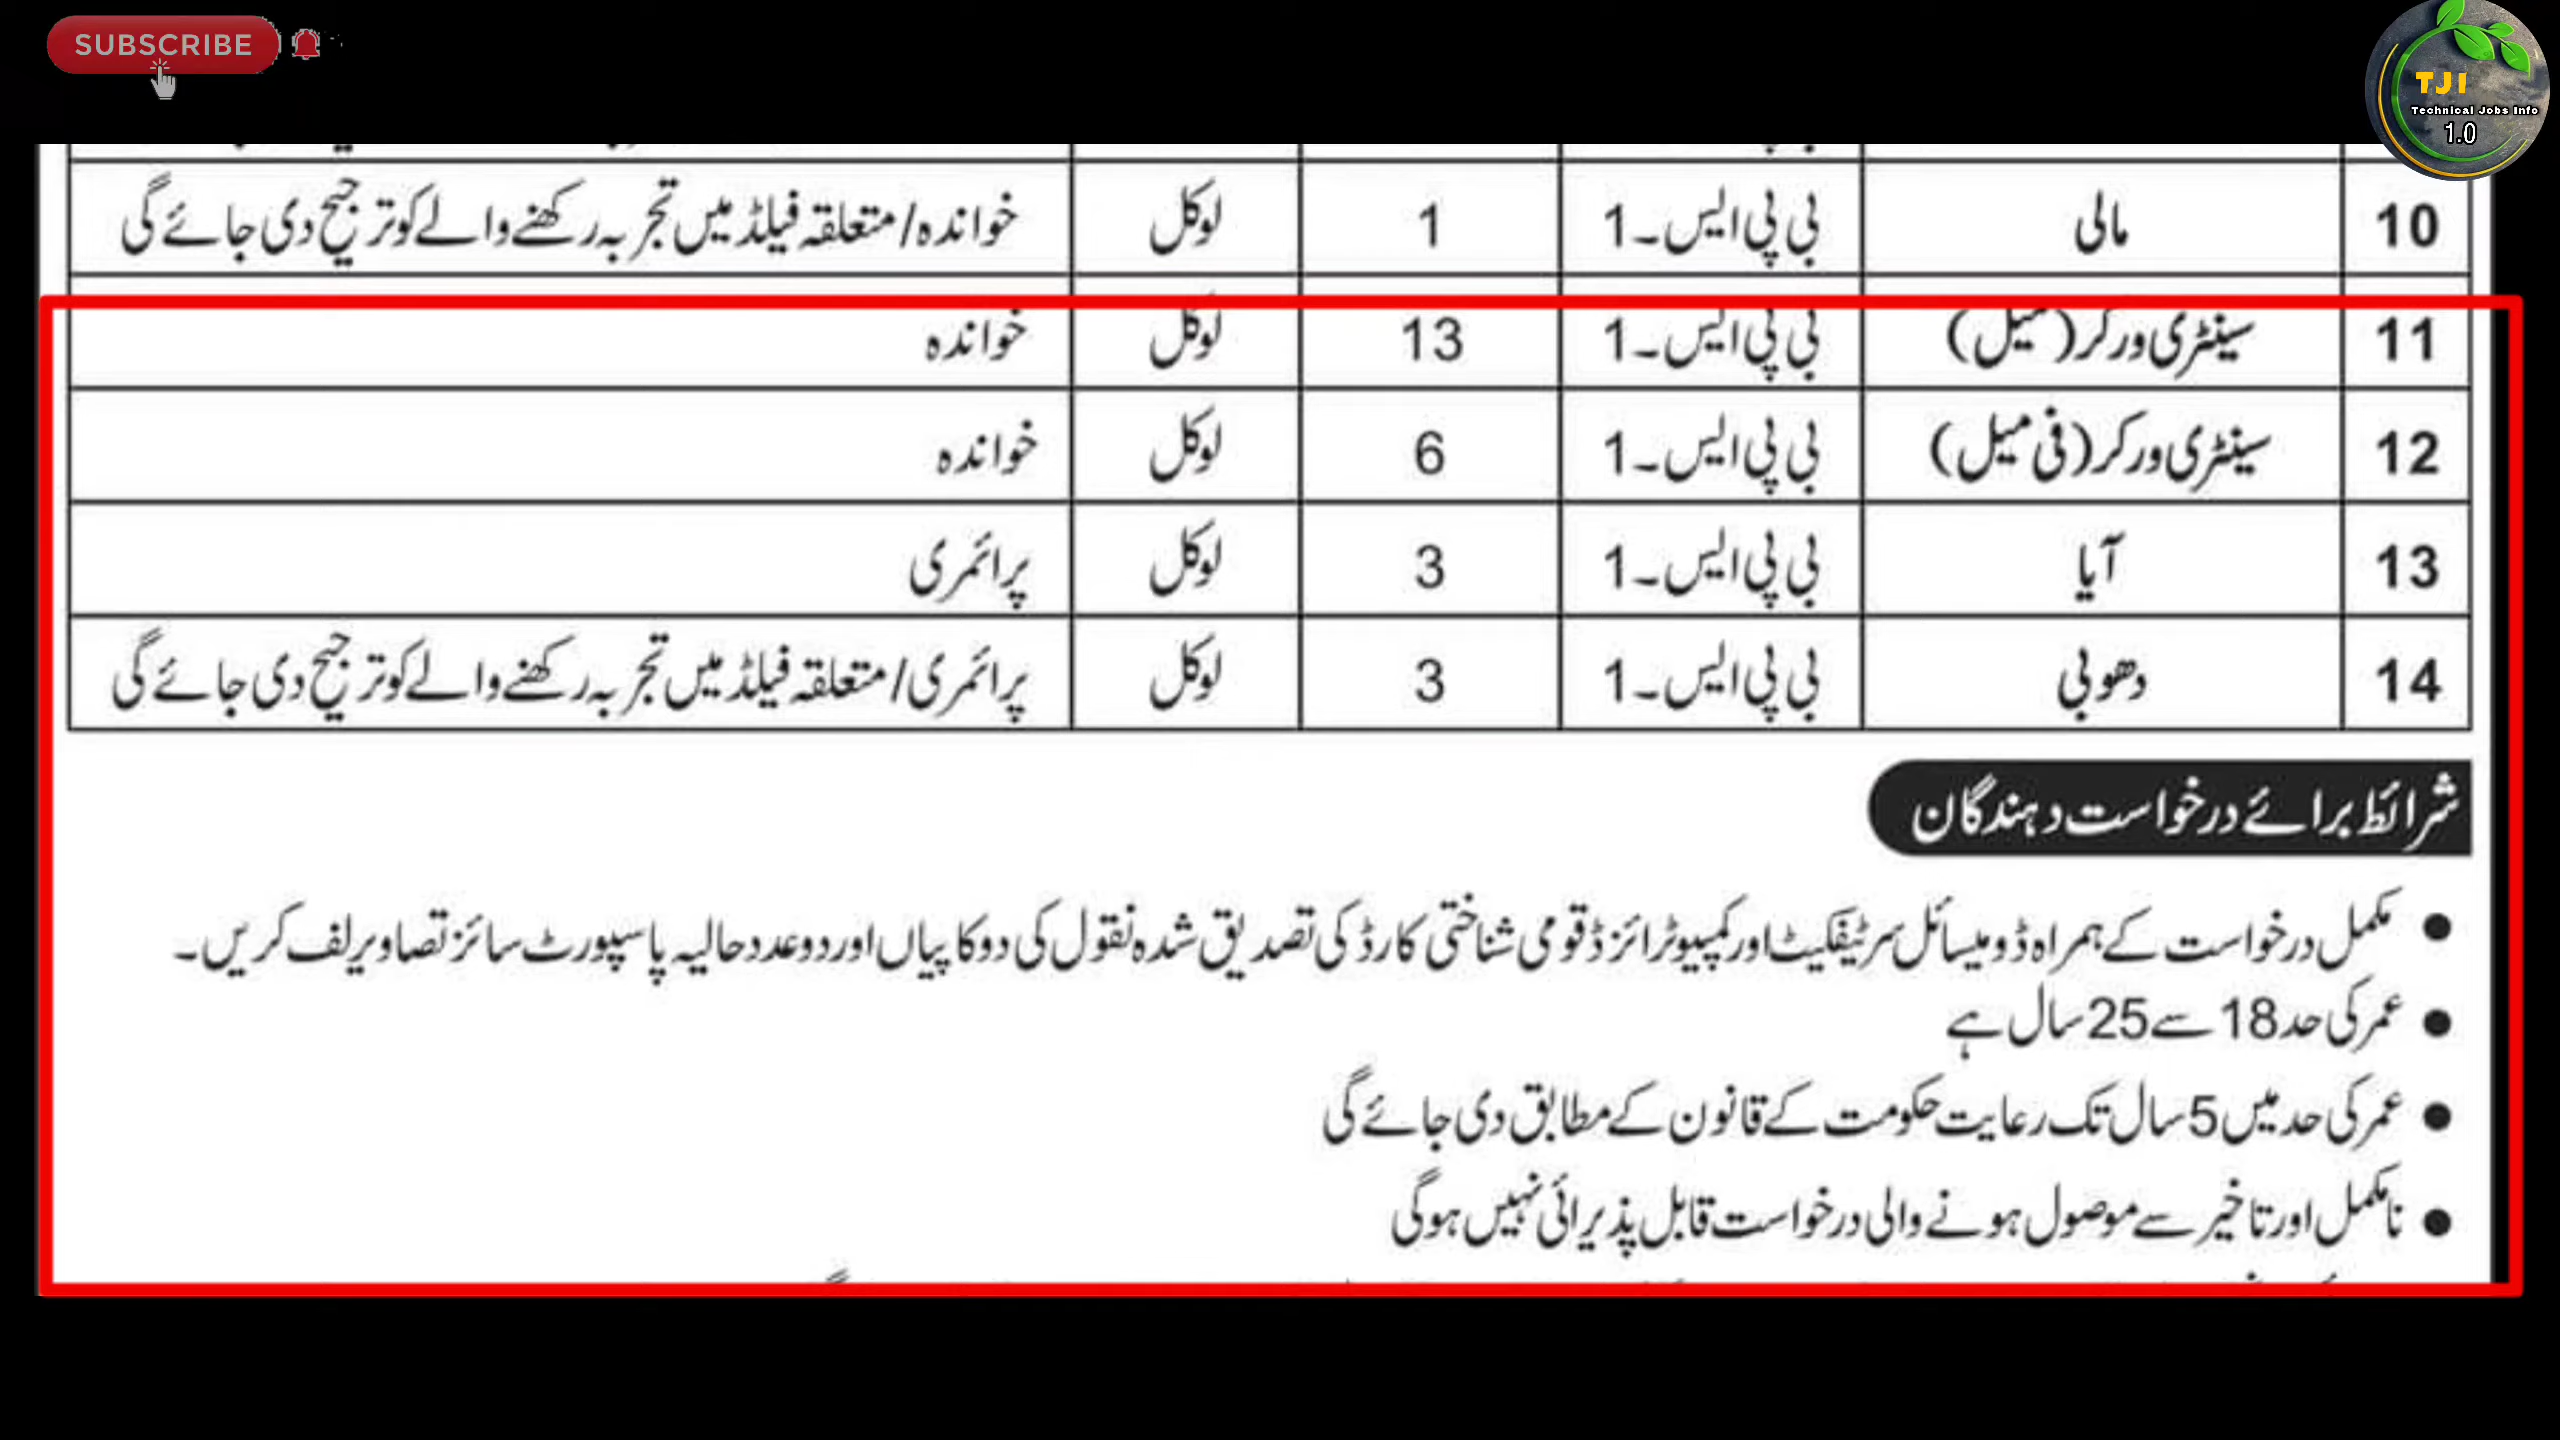 SUBSCRIBE
TJI
Technical Jobs Info
1.0
10 مالی بی پی ایس۔1 1 لوکل خواندہ/متعلقہ فیلڈ میں تجربہ رکھنے والے کو ترجیح دی جائے گی
11 سینٹری ورکر (میل) بی پی ایس۔1 13 لوکل خواندہ
12 سینٹری ورکر (فی میل) بی پی ایس۔1 6 لوکل خواندہ
13 آیا بی پی ایس۔1 3 لوکل پرائمری
14 دھوبی بی پی ایس۔1 3 لوکل پرائمری/متعلقہ فیلڈ میں تجربہ رکھنے والے کو ترجیح دی جائے گی
شرائط برائے درخواست دہندگان
● مکمل درخواست کے ہمراہ ڈومیسائل سرٹیفکیٹ اور کمپیوٹرائزڈ قومی شناختی کارڈ کی تصدیق شدہ نقول کی دو کاپیاں اور دو عدد حالیہ پاسپورٹ سائز تصاویر لف کریں۔
● عمر کی حد 18 سے 25 سال ہے
● عمر کی حد میں 5 سال تک رعایت حکومت کے قانون کے مطابق دی جائے گی
● نامکمل اور تاخیر سے موصول ہونے والی درخواست قابل پذیرائی نہیں ہوگی